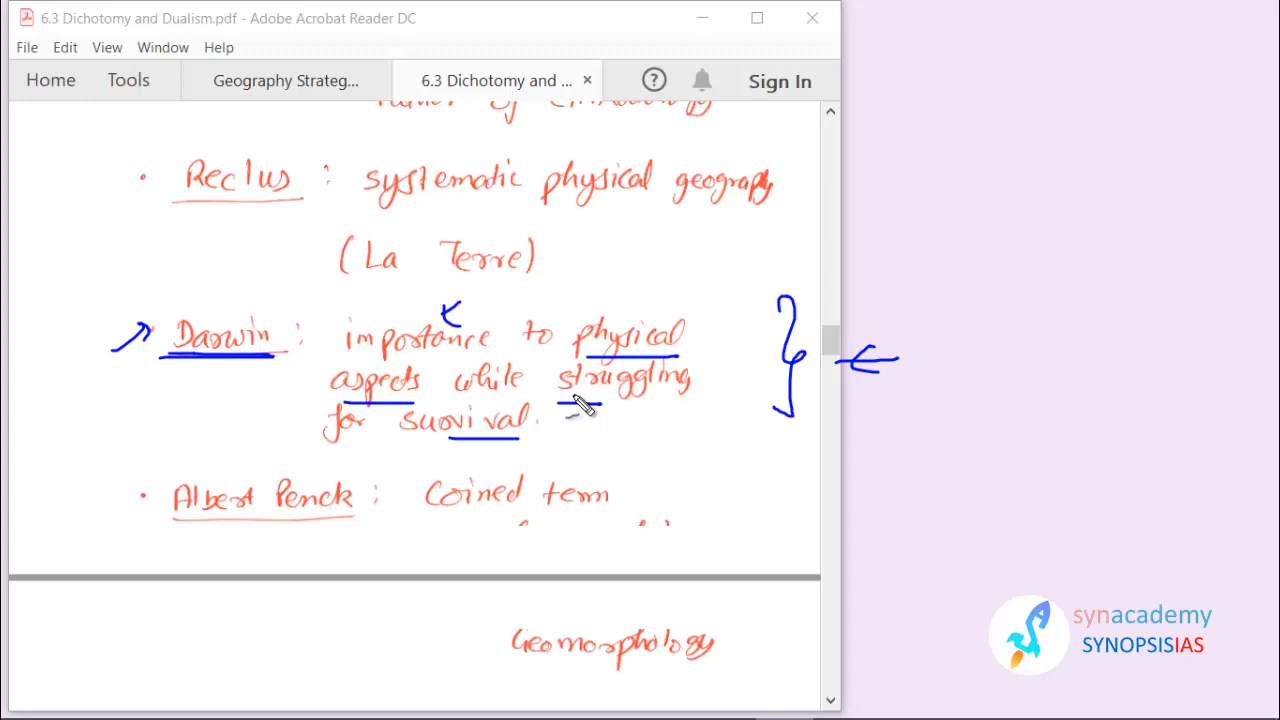 6.3 Dichotomy and Dualism.pdf - Adobe Acrobat Reader DC
File Edit View Window Help
Home Tools Geography Strateg... 6.3 Dichotomy and ... × ? Sign In
• Reclus : systematic physical geography
(La Terre)
Darwin : importance to physical
aspects while struggling
for survival.
• Albert Penck : Coined term
Geomorphology
synacademy
SYNOPSISIAS